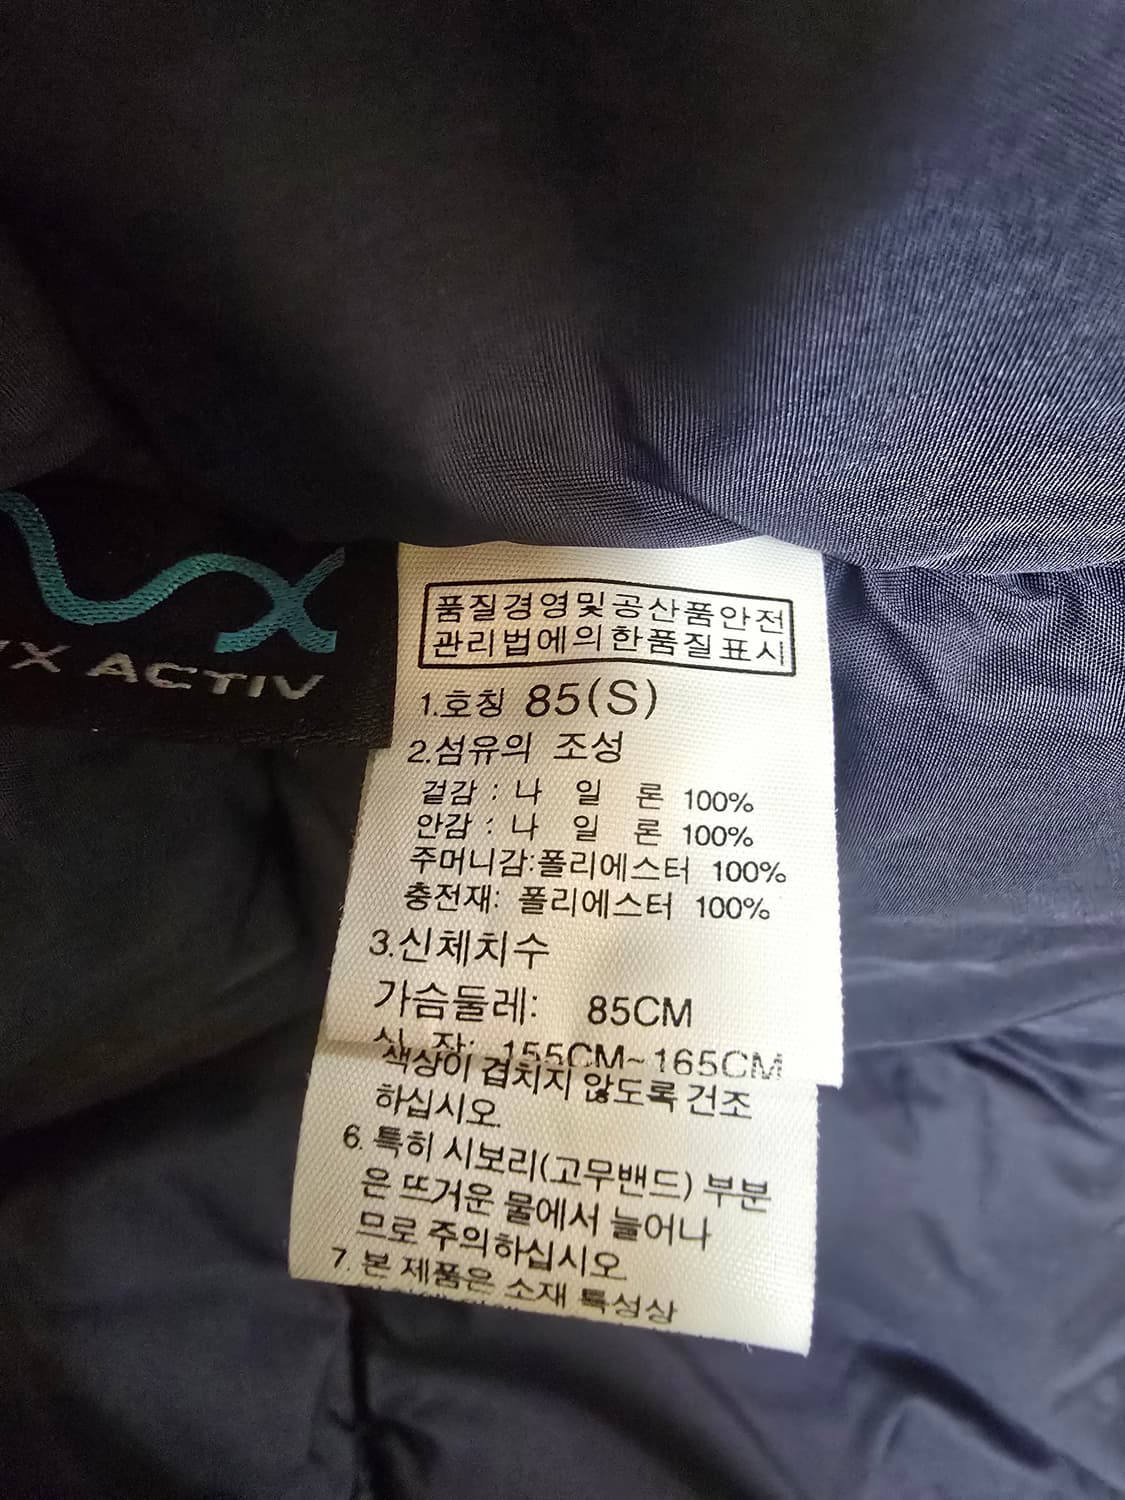 X ACTIV
품질경영및공산품안전
관리법에의한품질표시
1.호칭 85(S)
2.섬유의 조성
겉감 : 나 일 론 100%
안감 : 나 일 론 100%
주머니감:폴리에스터 100%
충전재: 폴리에스터 100%
3.신체치수
가슴둘레: 85CM
신 장: 155CM~165CM
색상이 겹치지 않도록 건조
하십시오.
6. 특히 시보리(고무밴드) 부분
은 뜨거운 물에서 늘어나
므로 주의하십시오.
7. 본 제품은 소재 특성상